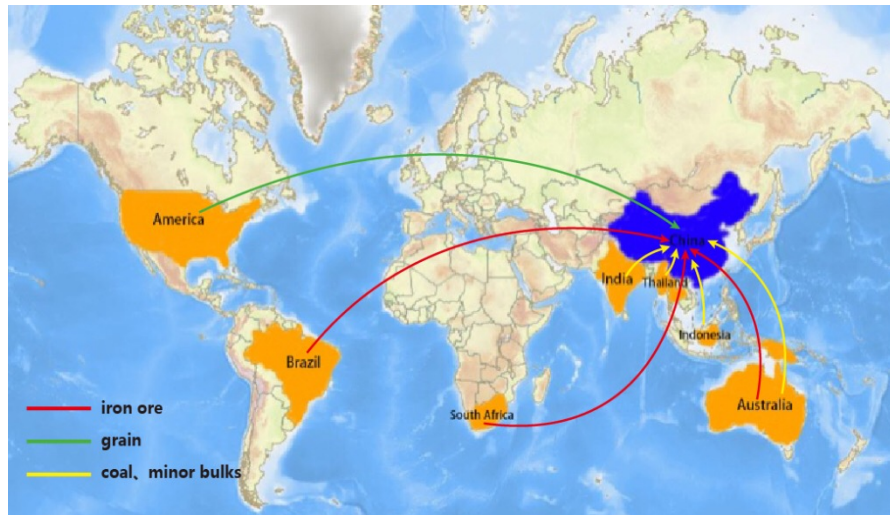 America
China
India
Thailand
Indonesia
Brazil
South Africa
Australia
iron ore
grain
coal、minor bulks